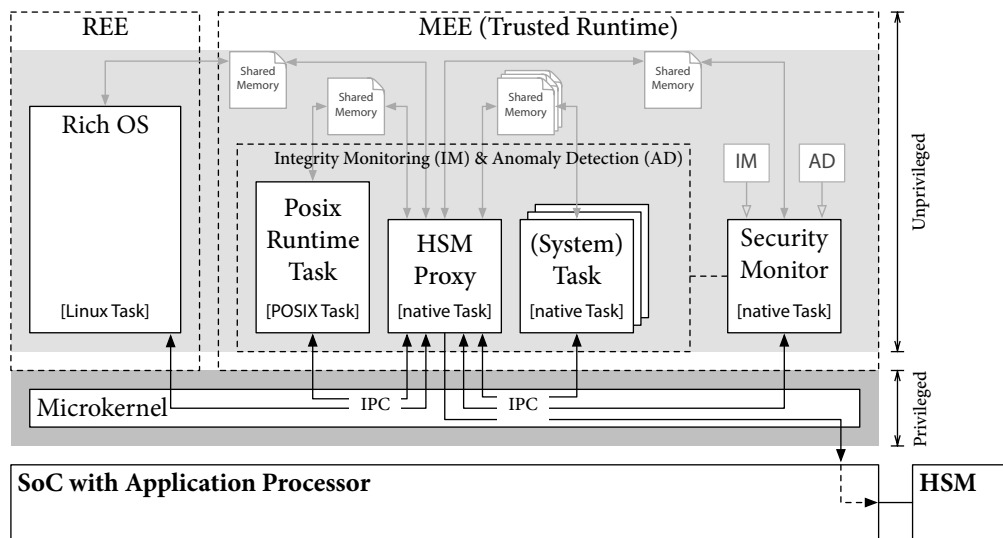 REE
MEE (Trusted Runtime)
Shared
Memory
Shared
Memory
Shared
Memory
Shared
Memory
Rich OS
[Linux Task]
Integrity Monitoring (IM) & Anomaly Detection (AD)
Posix
Runtime
Task
[POSIX Task]
HSM
Proxy
[native Task]
(System)
Task
[native Task]
IM
AD
Security
Monitor
[native Task]
Unprivileged
Microkernel
IPC
IPC
Privileged
SoC with Application Processor
HSM